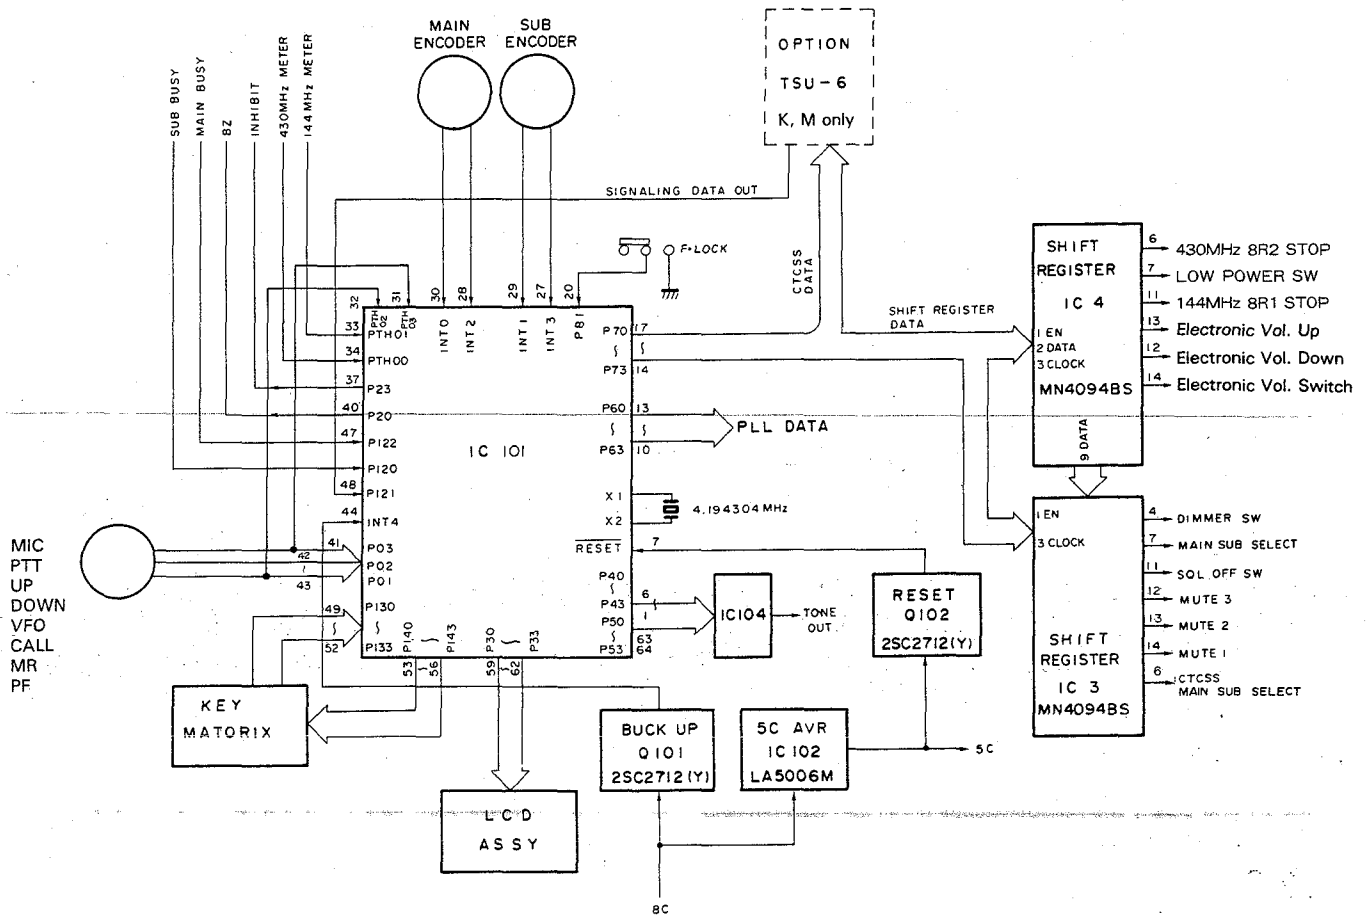 MAIN
ENCODER
SUB
ENCODER
OPTION
TSU-6
K, M only
SUB BUSY
MAIN BUSY
BZ
INHIBIT
430MHz METER
144MHz METER
SIGNALING DATA OUT
F·LOCK
CTCSS
DATA
SHIFT REGISTER
DATA
32
31
30
28
29
27
20
PTH
02
PTH
03
INT0
INT2
INT1
INT3
P81
33
PTH01
34
PTH00
37
P23
40
P20
47
P122
P120
48
P121
44
INT4
41
P03
42
P02
43
P01
49
P130
52
P133
IC 101
P70
17
P73
14
P60
13
P63
10
PLL DATA
X1
X2
4.194304MHz
RESET
7
P40
P43
6
P50
1
P53
63
64
P140
P143
P30
P33
53
56
59
62
IC104
TONE
OUT
RESET
Q102
2SC2712(Y)
MIC
PTT
UP
DOWN
VFO
CALL
MR
PF
KEY
MATORIX
LCD
ASSY
BUCK UP
Q101
2SC2712(Y)
5C AVR
IC102
LA5006M
5C
8C
SHIFT
REGISTER
IC 4
1 EN
2 DATA
3 CLOCK
MN4094BS
9 DATA
6
430MHz 8R2 STOP
7
LOW POWER SW
11
144MHz 8R1 STOP
13
Electronic Vol. Up
12
Electronic Vol. Down
14
Electronic Vol. Switch
1 EN
3 CLOCK
SHIFT
REGISTER
IC 3
MN4094BS
4
DIMMER SW
7
MAIN SUB SELECT
11
SQL OFF SW
12
MUTE 3
13
MUTE 2
14
MUTE 1
6
CTCSS
MAIN SUB SELECT